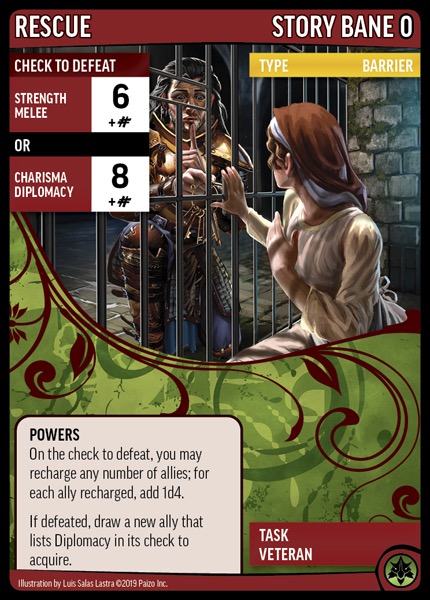 RESCUE
STORY BANE 0
CHECK TO DEFEAT
STRENGTH
MELEE
6
+#
OR
CHARISMA
DIPLOMACY
8
+#
TYPE BARRIER
POWERS
On the check to defeat, you may
recharge any number of allies; for
each ally recharged, add 1d4.
If defeated, draw a new ally that
lists Diplomacy in its check to
acquire.
TASK
VETERAN
Illustration by Luis Salas Lastra ©2019 Paizo Inc.